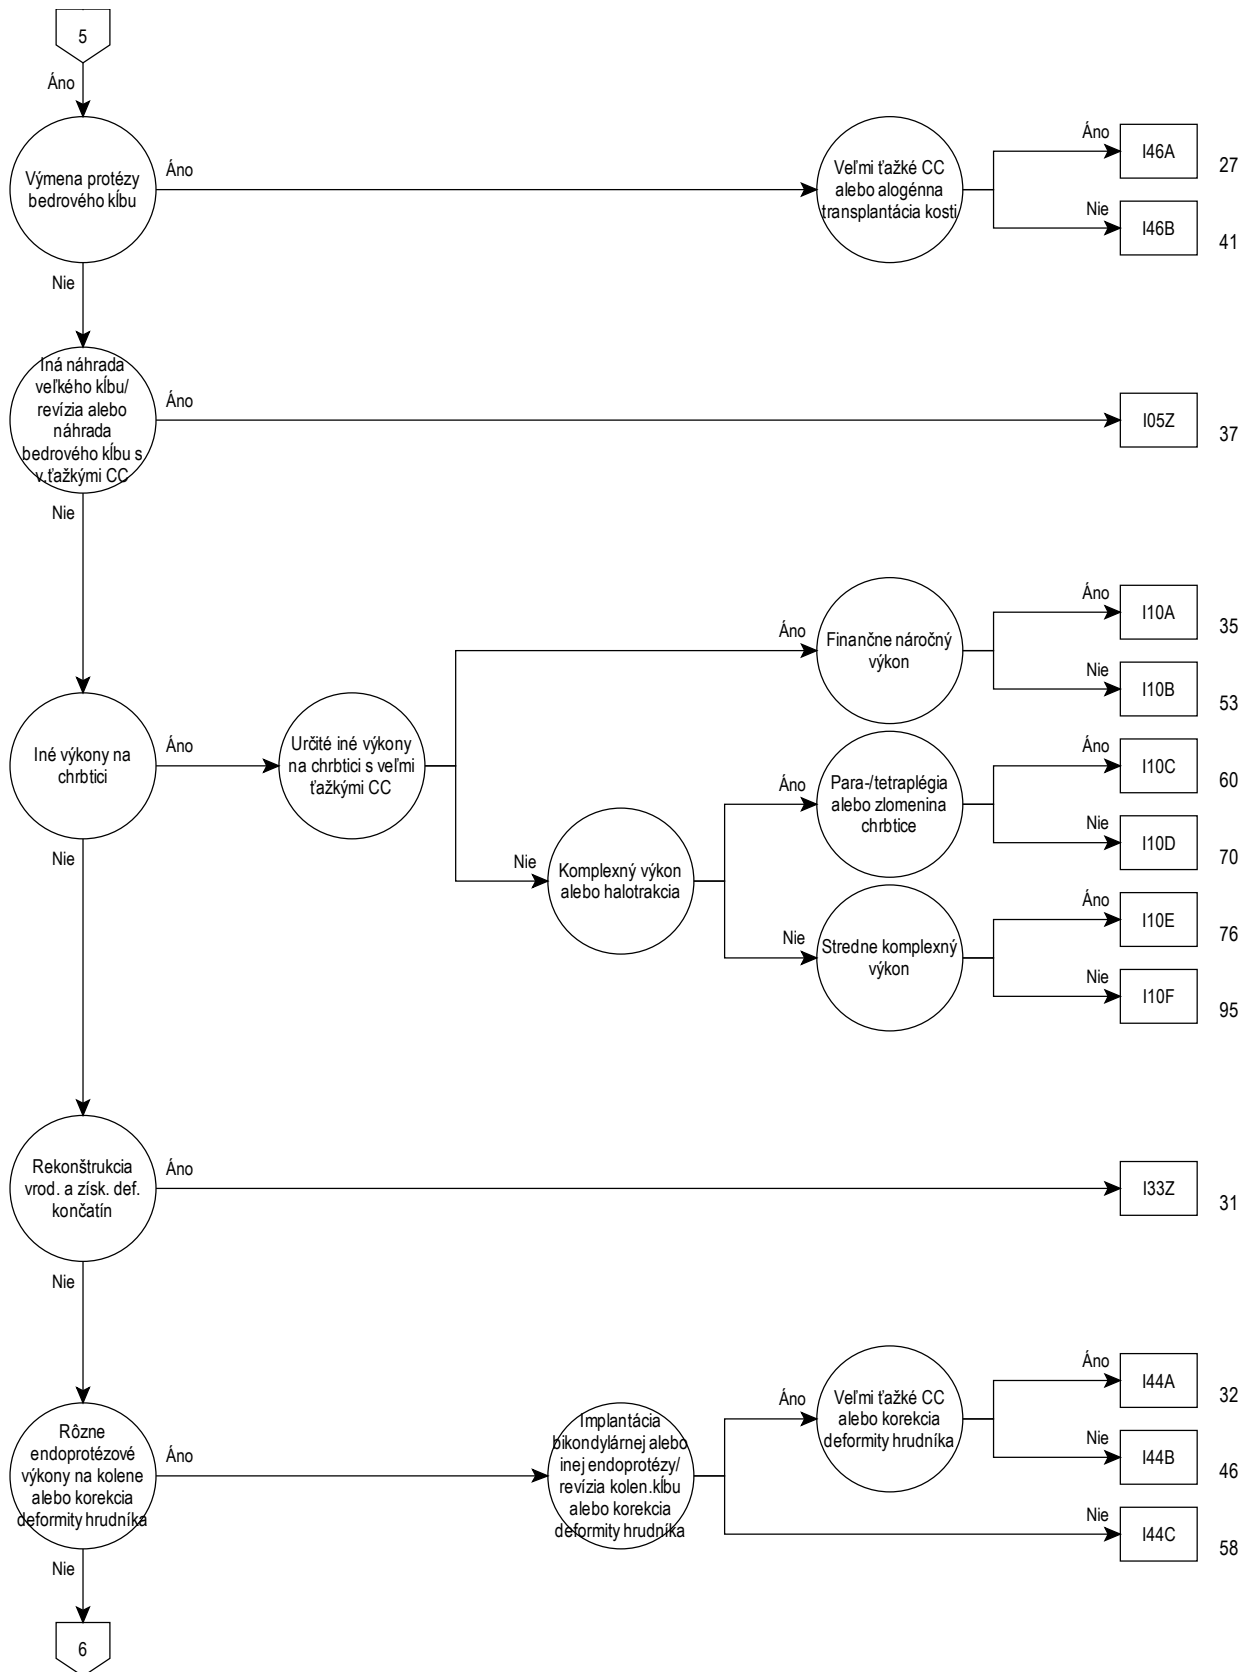 5
Áno
Výmena protézy
bedrového kĺbu
Áno
Veľmi ťažké CC
alebo alogénna
transplantácia kosti
Áno
I46A
27
Nie
I46B
41
Nie
Iná náhrada
veľkého kĺbu/
revízia alebo
náhrada
bedrového kĺbu s
v.ťažkými CC
Áno
I05Z
37
Nie
Iné výkony na
chrbtici
Áno
Určité iné výkony
na chrbtici s veľmi
ťažkými CC
Áno
Finančne náročný
výkon
Áno
I10A
35
Nie
I10B
53
Nie
Komplexný výkon
alebo halotrakcia
Áno
Para-/tetraplégia
alebo zlomenina
chrbtice
Áno
I10C
60
Nie
I10D
70
Nie
Stredne komplexný
výkon
Áno
I10E
76
Nie
I10F
95
Nie
Rekonštrukcia
vrod. a získ. def.
končatín
Áno
I33Z
31
Nie
Rôzne
endoprotézové
výkony na kolene
alebo korekcia
deformity hrudníka
Áno
Implantácia
bikondylárnej alebo
inej endoprotézy/
revízia kolen.kĺbu
alebo korekcia
deformity hrudníka
Áno
Veľmi ťažké CC
alebo korekcia
deformity hrudníka
Áno
I44A
32
Nie
I44B
46
Nie
I44C
58
Nie
6